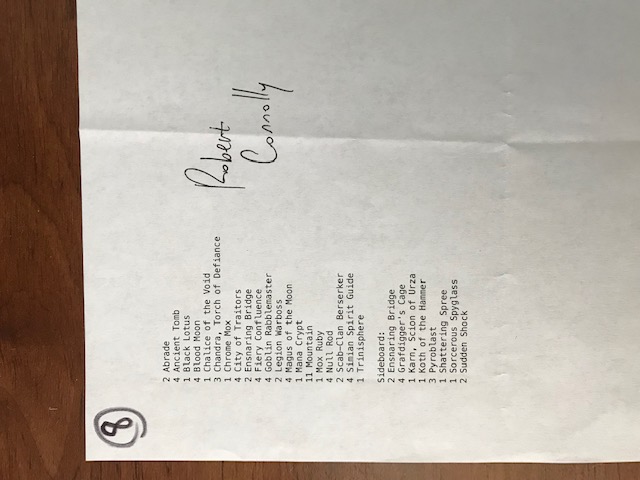 8
2 Abrade
4 Ancient Tomb
1 Black Lotus
4 Blood Moon
1 Chalice of the Void
3 Chandra, Torch of Defiance
1 Chrome Mox
4 City of Traitors
2 Ensnaring Bridge
4 Fiery Confluence
4 Goblin Rabblemaster
2 Legion Warboss
4 Magus of the Moon
1 Mana Crypt
11 Mountain
1 Mox Ruby
4 Null Rod
2 Scab-Clan Berserker
4 Simian Spirit Guide
1 Trinisphere
Robert
Connolly
Sideboard:
2 Ensnaring Bridge
4 Grafdigger's Cage
1 Karn, Scion of Urza
1 Koth of the Hammer
3 Pyroblast
1 Shattering Spree
1 Sorcerous Spyglass
2 Sudden Shock